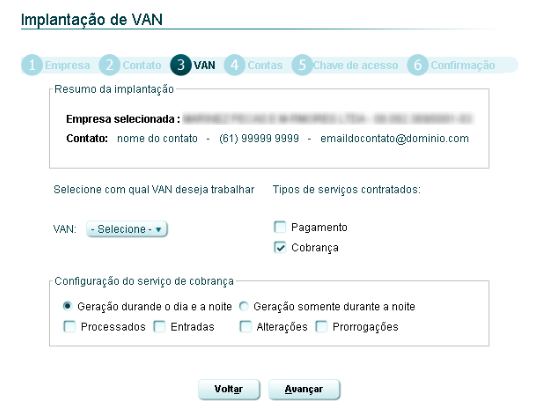 Implantação de VAN
1 Empresa 2 Contato 3 VAN 4 Contas 5 Chave de acesso 6 Confirmação
Resumo da implantação
Empresa selecionada :
Contato: nome do contato - (61) 99999 9999 - emaildocontato@dominio.com
Selecione com qual VAN deseja trabalhar Tipos de serviços contratados:
VAN: - Selecione -
Pagamento
Cobrança
Configuração do serviço de cobrança
Geração durande o dia e a noite Geração somente durante a noite
Processados Entradas Alterações Prorrogações
Voltar Avançar